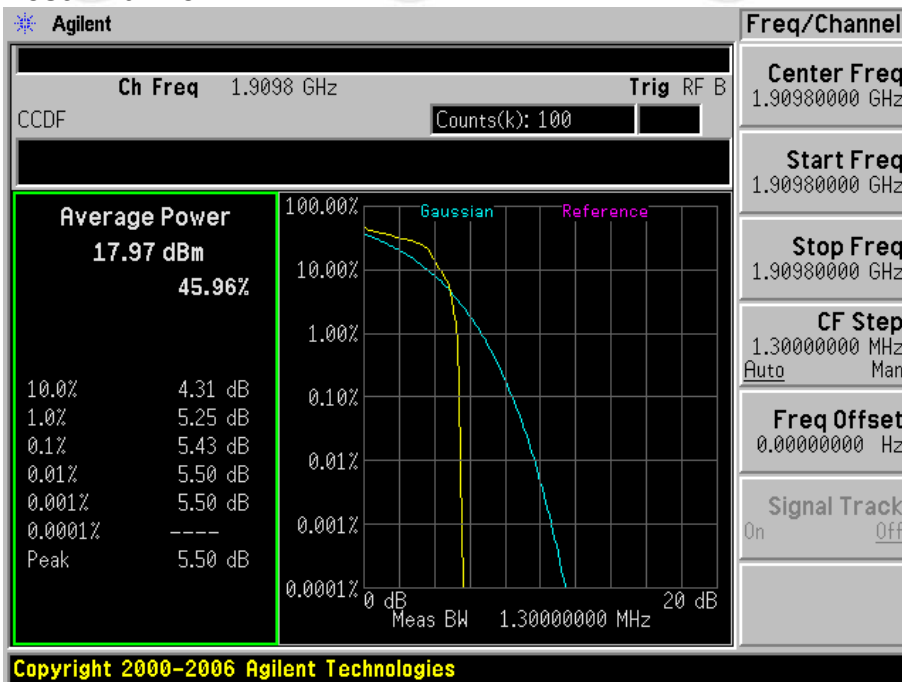 Agilent
Freq/Channel
Ch Freq 1.9098 GHz Trig RF B
CCDF Counts(k): 100
Center Freq
1.90980000 GHz
Start Freq
1.90980000 GHz
Stop Freq
1.90980000 GHz
CF Step
1.30000000 MHz
Auto Man
Freq Offset
0.00000000 Hz
Signal Track
On Off
Average Power
17.97 dBm
45.96%
10.0% 4.31 dB
1.0% 5.25 dB
0.1% 5.43 dB
0.01% 5.50 dB
0.001% 5.50 dB
0.0001% ----
Peak 5.50 dB
Gaussian Reference
100.00%
10.00%
1.00%
0.10%
0.01%
0.001%
0.0001%
0 dB 20 dB
Meas BW 1.30000000 MHz
Copyright 2000-2006 Agilent Technologies